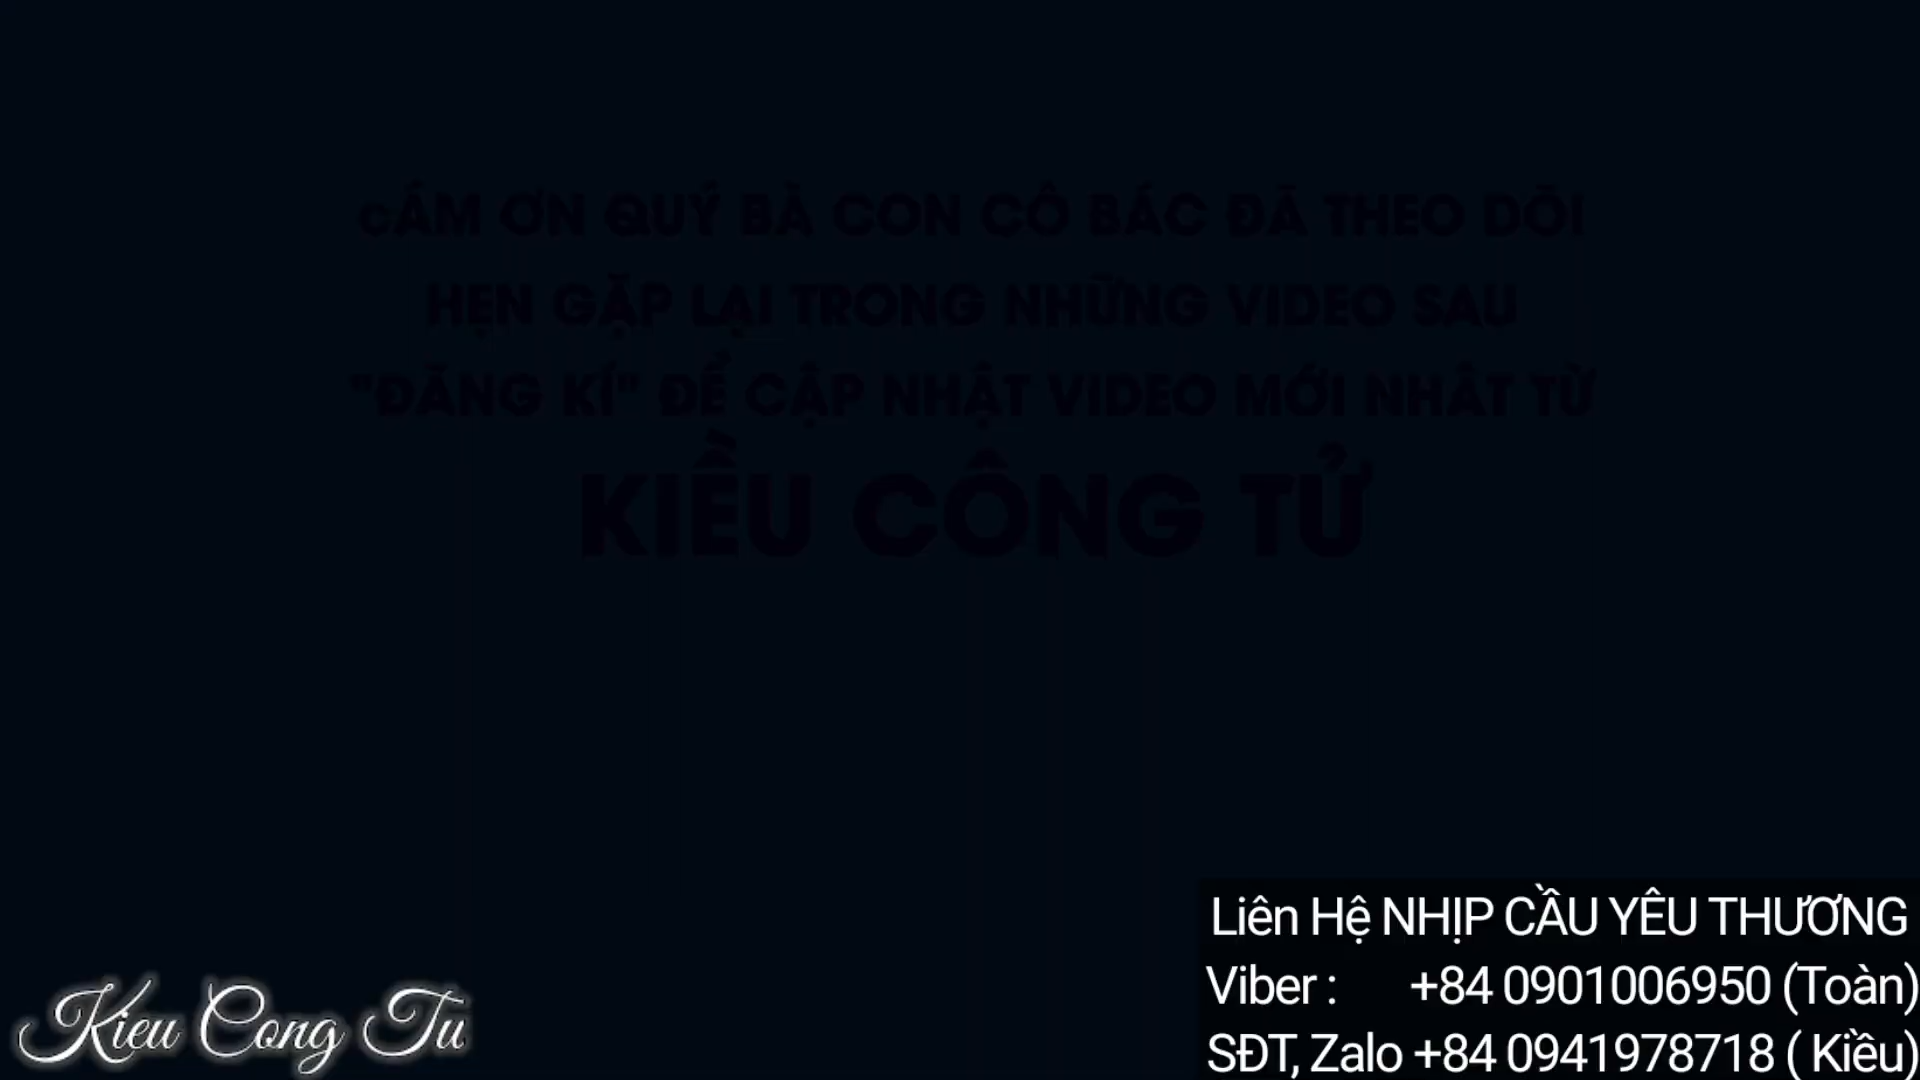 cÁM ƠN QUÝ BÀ CON CÔ BÁC ĐÃ THEO DÕI
HẸN GẶP LẠI TRONG NHỮNG VIDEO SAU
"ĐĂNG KÍ" ĐỂ CẬP NHẬT VIDEO MỚI NHÂT TỪ
KIỀU CÔNG TỬ
Liên Hệ NHỊP CẦU YÊU THƯƠNG
Viber : +84 0901006950 (Toàn)
SĐT, Zalo +84 0941978718 ( Kiều)
Kieu Cong Tu